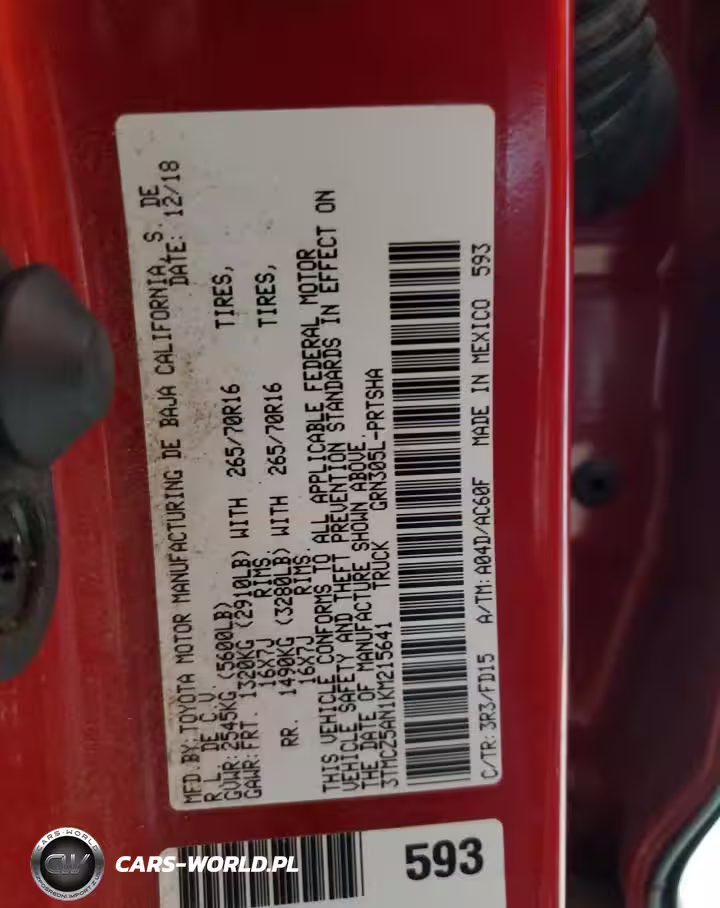 MFD.BY:TOYOTA MOTOR MANUFACTURING DE BAJA CALIFORNIA, S. DE
R L. DE C.V. DATE: 12/18
GVWR:2545KG (5600LB)
GAWR:FRT. 1320KG (2910LB) WITH 265/70R16 TIRES,
16X7J RIMS
RR. 1490KG (3280LB) WITH 265/70R16 TIRES,
16X7J RIMS.
THIS VEHICLE CONFORMS TO ALL APPLICABLE FEDERAL MOTOR
VEHICLE SAFETY AND THEFT PREVENTION STANDARDS IN EFFECT ON
THE DATE OF MANUFACTURE SHOWN ABOVE.
3TMCZ5AN1KM215641 TRUCK GRN305L-PRTSHA
C/TR:3R3/FD15 A/TM:A04D/AC60F MADE IN MEXICO 593
593
CARS-WORLD
CW
CARS-WORLD.PL